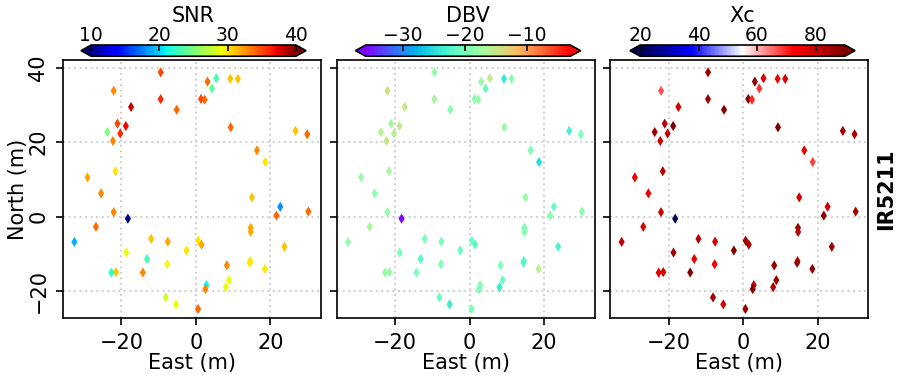 SNR DBV Xc
10 20 30 40 −30 −20 −10 20 40 60 80
40
20
0
−20
North (m)
IR5211
−20 0 20 −20 0 20 −20 0 20
East (m) East (m) East (m)